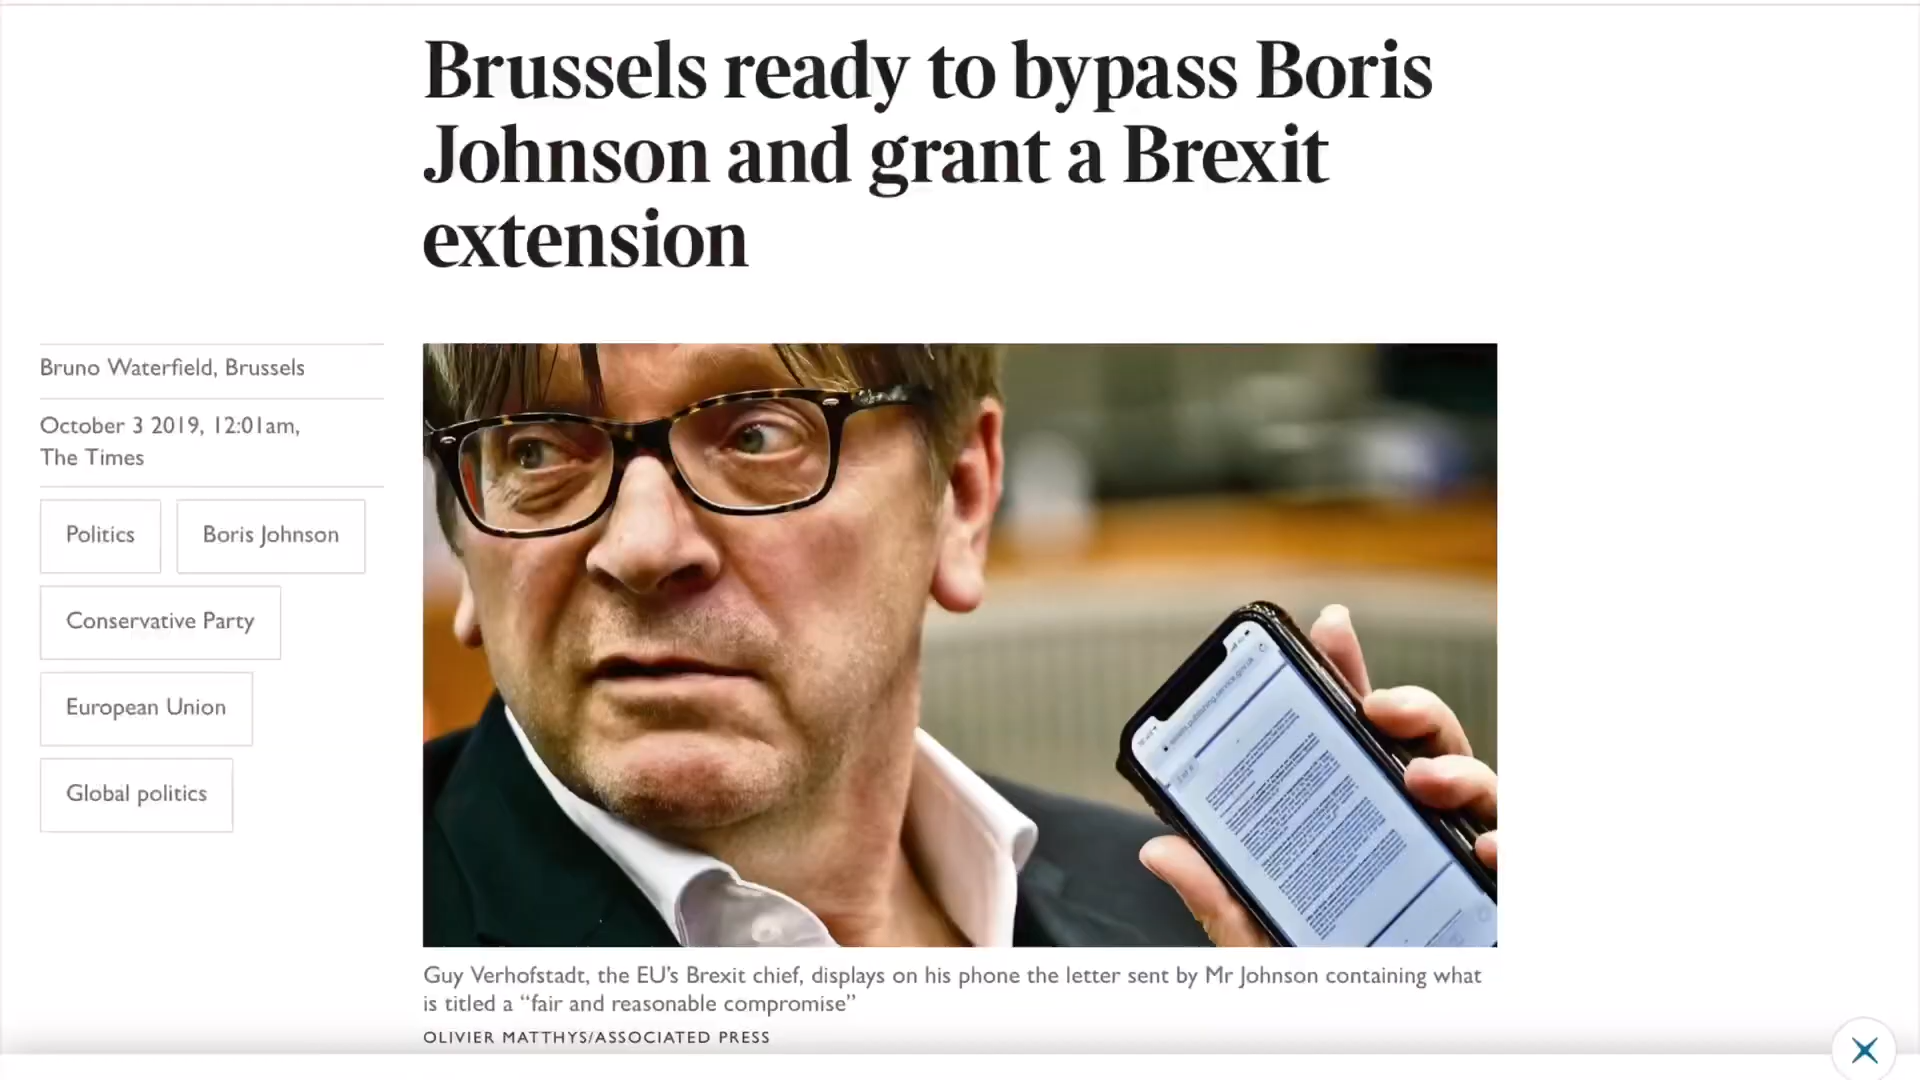 Brussels ready to bypass Boris
Johnson and grant a Brexit
extension
Bruno Waterfield, Brussels
October 3 2019, 12:01am,
The Times
Politics
Boris Johnson
Conservative Party
European Union
Global politics
Guy Verhofstadt, the EU’s Brexit chief, displays on his phone the letter sent by Mr Johnson containing what
is titled a “fair and reasonable compromise”
OLIVIER MATTHYS/ASSOCIATED PRESS